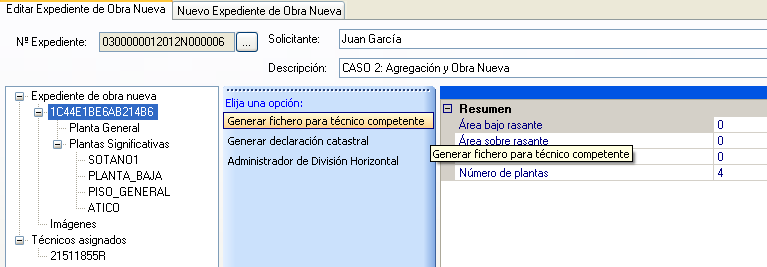 Editar Expediente de Obra Nueva
Nuevo Expediente de Obra Nueva
Nº Expediente: 0300000012012N000006 ...
Solicitante: Juan García
Descripción: CASO 2: Agregación y Obra Nueva
Expediente de obra nueva
1C44E1BE6AB214B6
Planta General
Plantas Significativas
SOTANO1
PLANTA_BAJA
PISO_GENERAL
ATICO
Imágenes
Técnicos asignados
21511855R
Elija una opción:
Generar fichero para técnico competente
Generar declaración catastral
Administrador de División Horizontal
Resumen
Área bajo rasante 0
Área sobre rasante 0
Generar fichero para técnico competente 0
Número de plantas 4